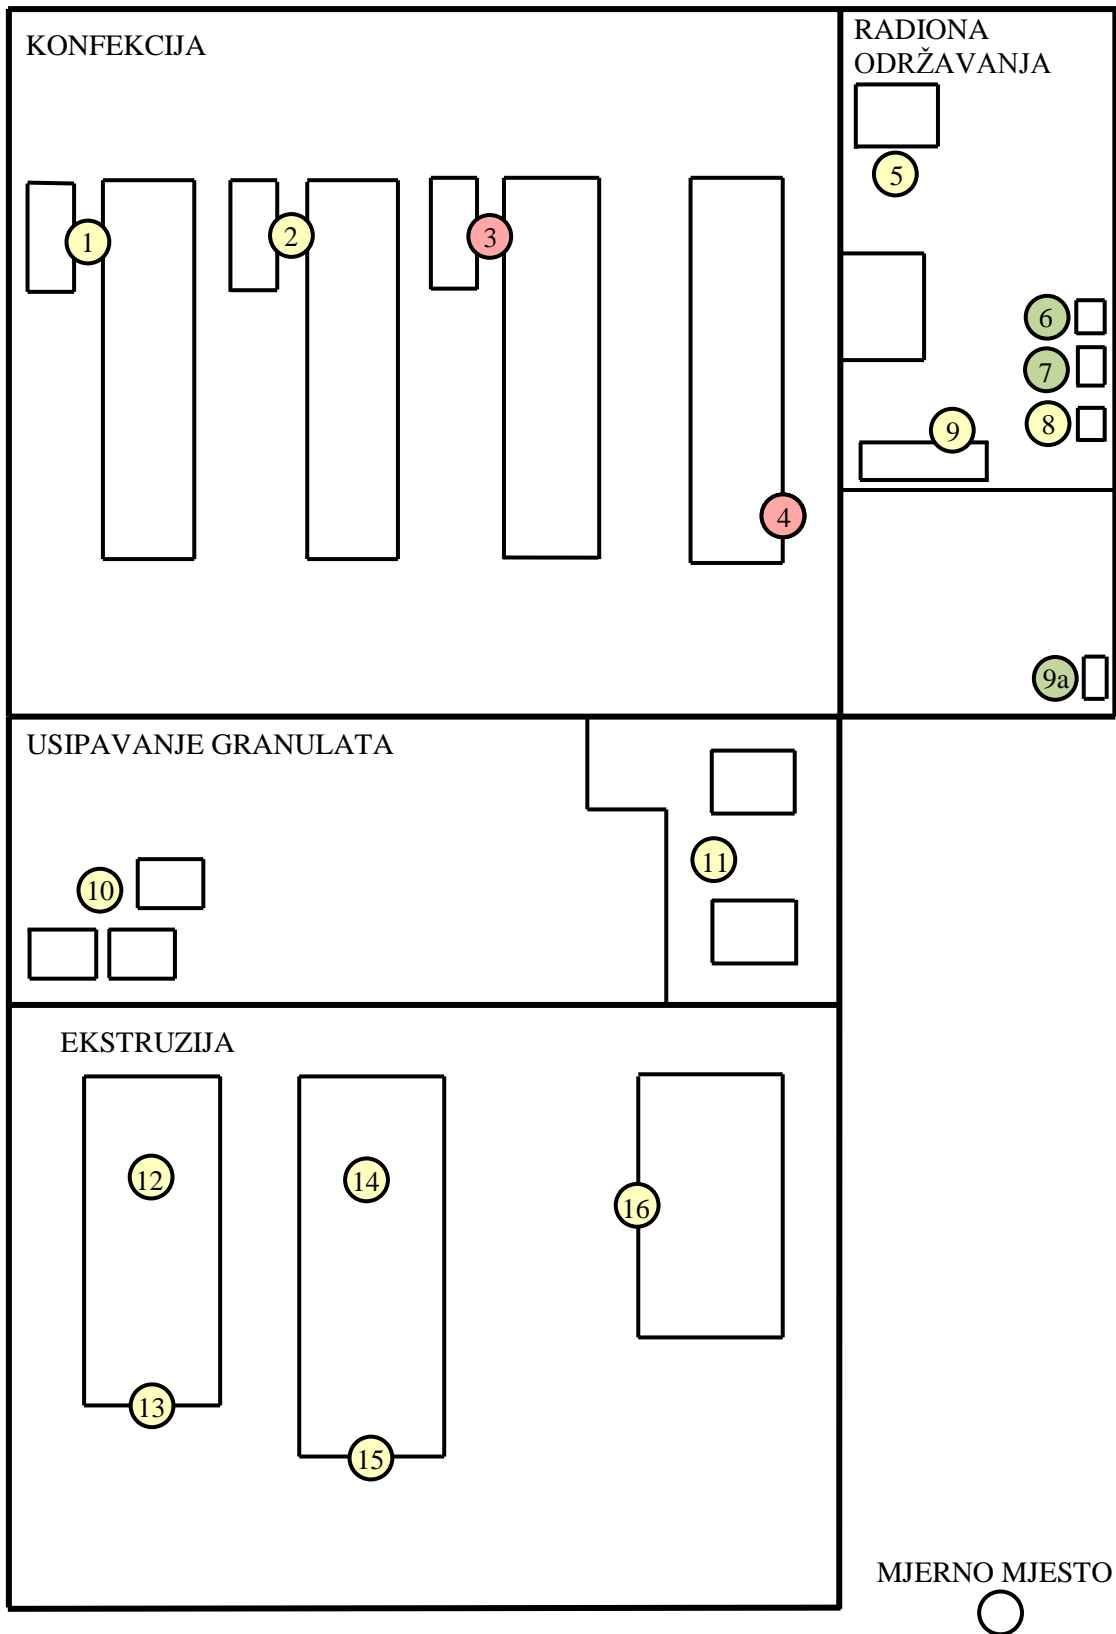 KONFEKCIJA
RADIONA
ODRŽAVANJA
1
2
3
4
5
6
7
8
9
9a
USIPAVANJE GRANULATA
10
11
EKSTRUZIJA
12
13
14
15
16
MJERNO MJESTO